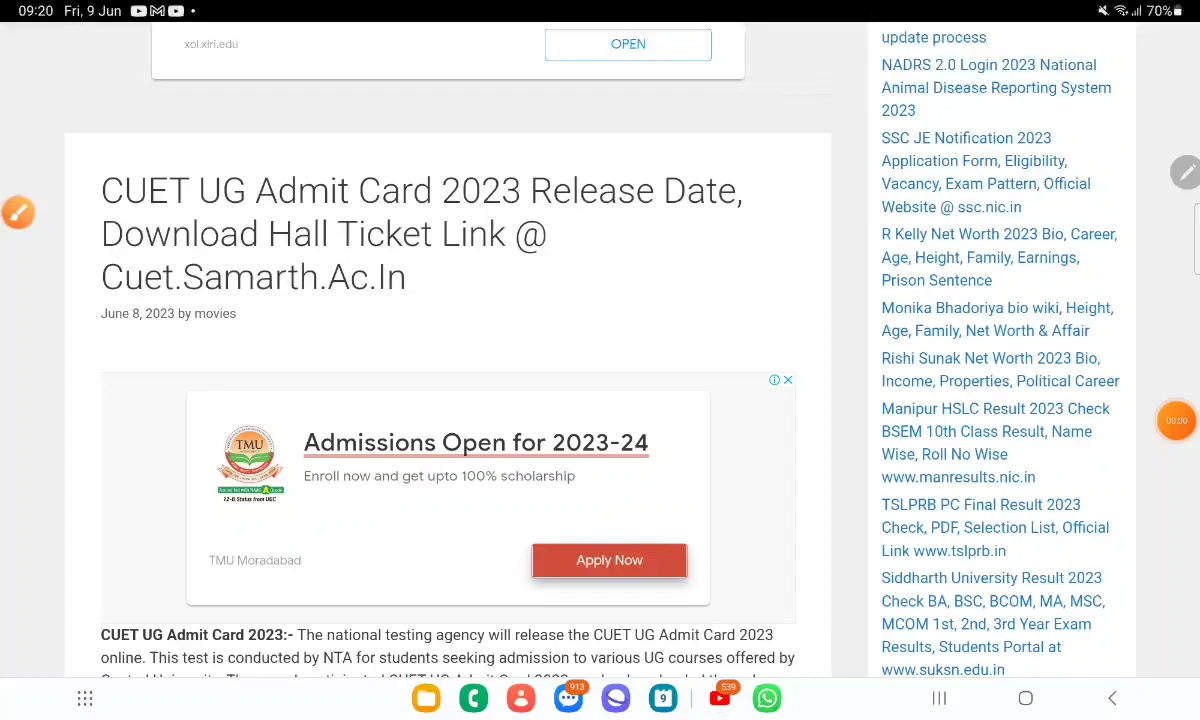 09:20 Fri, 9 Jun
70%
xol.xlri.edu
OPEN
CUET UG Admit Card 2023 Release Date,
Download Hall Ticket Link @
Cuet.Samarth.Ac.In
June 8, 2023 by movies
TMU
12-B Status from UGC
Admissions Open for 2023-24
Enroll now and get upto 100% scholarship
TMU Moradabad
Apply Now
CUET UG Admit Card 2023:- The national testing agency will release the CUET UG Admit Card 2023
online. This test is conducted by NTA for students seeking admission to various UG courses offered by
update process
NADRS 2.0 Login 2023 National
Animal Disease Reporting System
2023
SSC JE Notification 2023
Application Form, Eligibility,
Vacancy, Exam Pattern, Official
Website @ ssc.nic.in
R Kelly Net Worth 2023 Bio, Career,
Age, Height, Family, Earnings,
Prison Sentence
Monika Bhadoriya bio wiki, Height,
Age, Family, Net Worth & Affair
Rishi Sunak Net Worth 2023 Bio,
Income, Properties, Political Career
Manipur HSLC Result 2023 Check
BSEM 10th Class Result, Name
Wise, Roll No Wise
www.manresults.nic.in
TSLPRB PC Final Result 2023
Check, PDF, Selection List, Official
Link www.tslprb.in
Siddharth University Result 2023
Check BA, BSC, BCOM, MA, MSC,
MCOM 1st, 2nd, 3rd Year Exam
Results, Students Portal at
www.suksn.edu.in
00:00
913
9
539